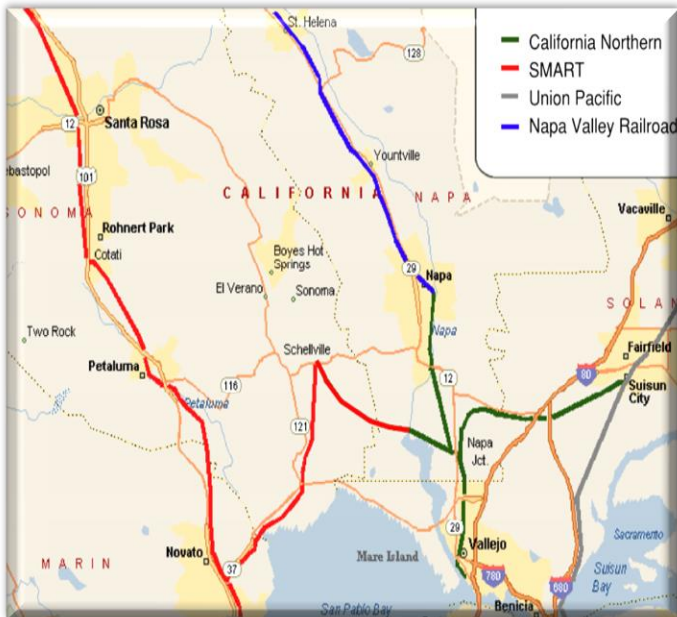 St. Helena
128
California Northern
SMART
Union Pacific
Napa Valley Railroad
12
Santa Rosa
101
Yountville
ebastopol
CALIFORNIA
NAPA
SONOMA
Vacaville
Rohnert Park
Cotati
Boyes Hot
Springs
29
Napa
El Verano
Sonoma
SOLAN
Two Rock
Napa
Schellville
Fairfield
80
Petaluma
116
12
Suisun
City
Petaluma
121
Napa
Jct.
29
Sacramento
Novato
Mare Island
Vallejo
MARIN
37
780
680
Suisun
Bay
San Pablo Bay
Benicia